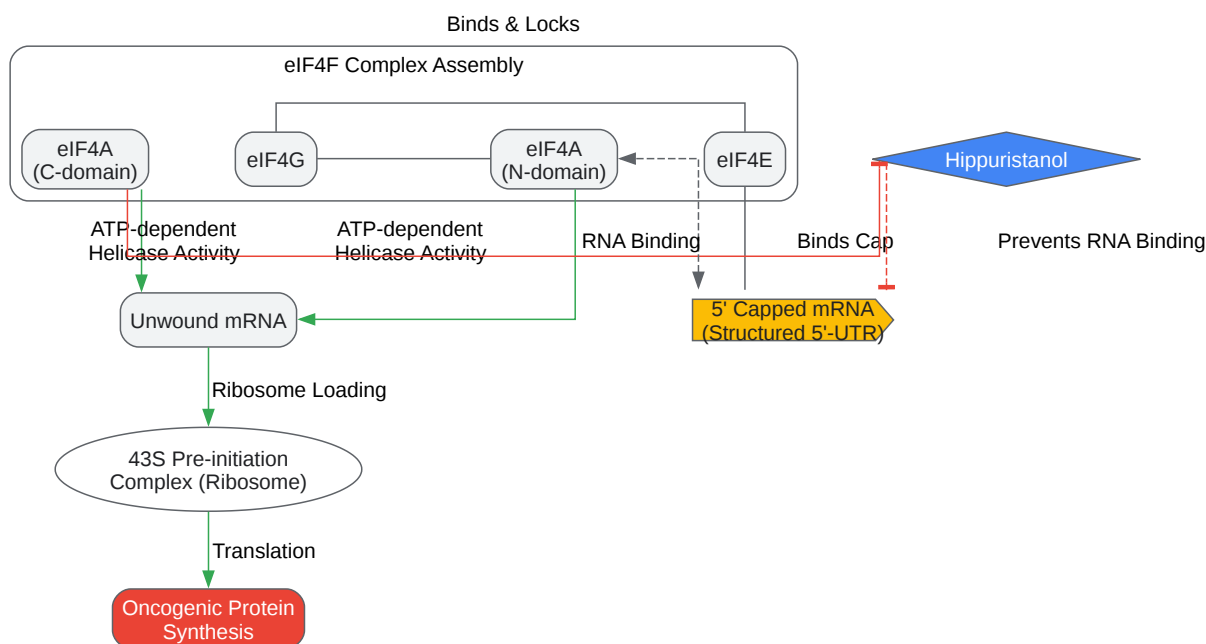 Binds & Locks
eIF4F Complex Assembly
eIF4A
(C-domain)
eIF4G
eIF4A
(N-domain)
eIF4E
Hippuristanol
ATP-dependent
Helicase Activity
ATP-dependent
Helicase Activity
RNA Binding
Binds Cap
Prevents RNA Binding
Unwound mRNA
5' Capped mRNA
(Structured 5'-UTR)
Ribosome Loading
43S Pre-initiation
Complex (Ribosome)
Translation
Oncogenic Protein
Synthesis